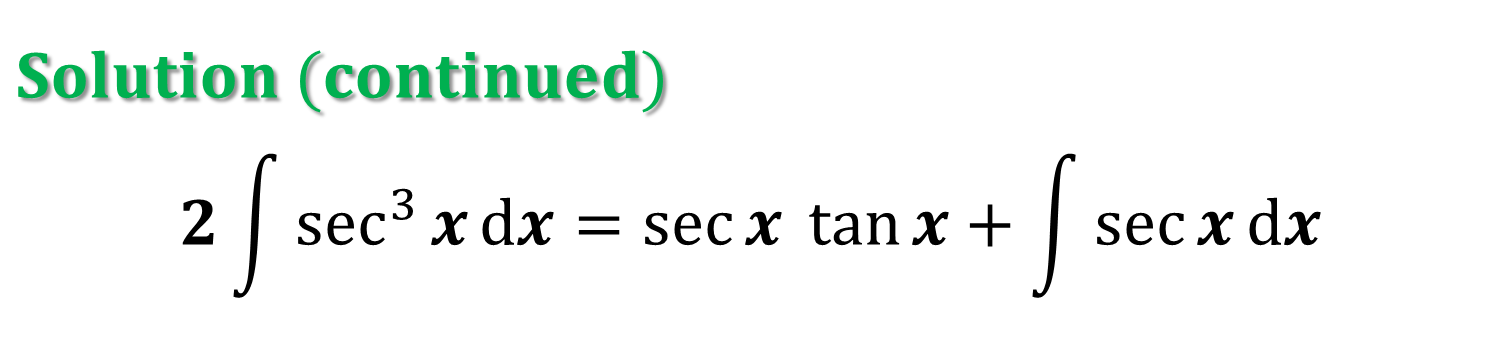 Solution (continued)
2 ∫ sec³ x dx = sec x tan x + ∫ sec x dx